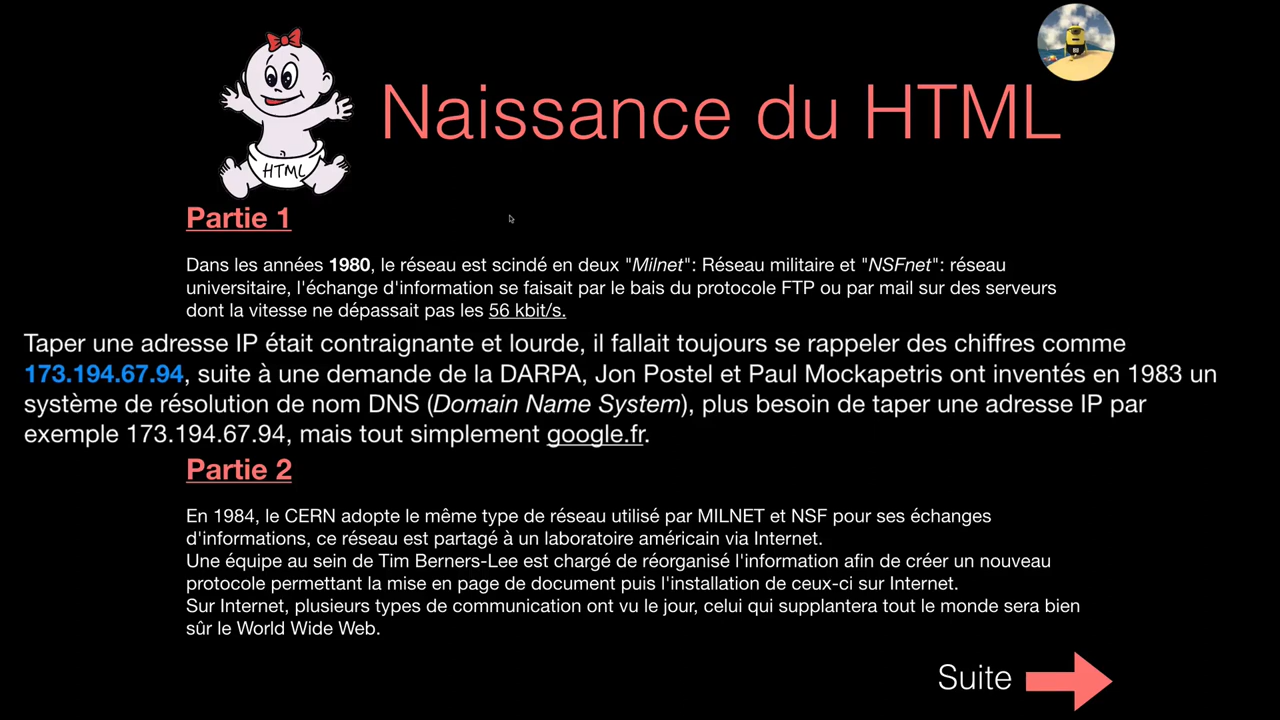 HTML
Naissance du HTML
Partie 1
Dans les années 1980, le réseau est scindé en deux "Milnet": Réseau militaire et "NSFnet": réseau
universitaire, l'échange d'information se faisait par le bais du protocole FTP ou par mail sur des serveurs
dont la vitesse ne dépassait pas les 56 kbit/s.
Taper une adresse IP était contraignante et lourde, il fallait toujours se rappeler des chiffres comme
173.194.67.94, suite à une demande de la DARPA, Jon Postel et Paul Mockapetris ont inventés en 1983 un
système de résolution de nom DNS (Domain Name System), plus besoin de taper une adresse IP par
exemple 173.194.67.94, mais tout simplement google.fr.
Partie 2
En 1984, le CERN adopte le même type de réseau utilisé par MILNET et NSF pour ses échanges
d'informations, ce réseau est partagé à un laboratoire américain via Internet.
Une équipe au sein de Tim Berners-Lee est chargé de réorganisé l'information afin de créer un nouveau
protocole permettant la mise en page de document puis l'installation de ceux-ci sur Internet.
Sur Internet, plusieurs types de communication ont vu le jour, celui qui supplantera tout le monde sera bien
sûr le World Wide Web.
Suite